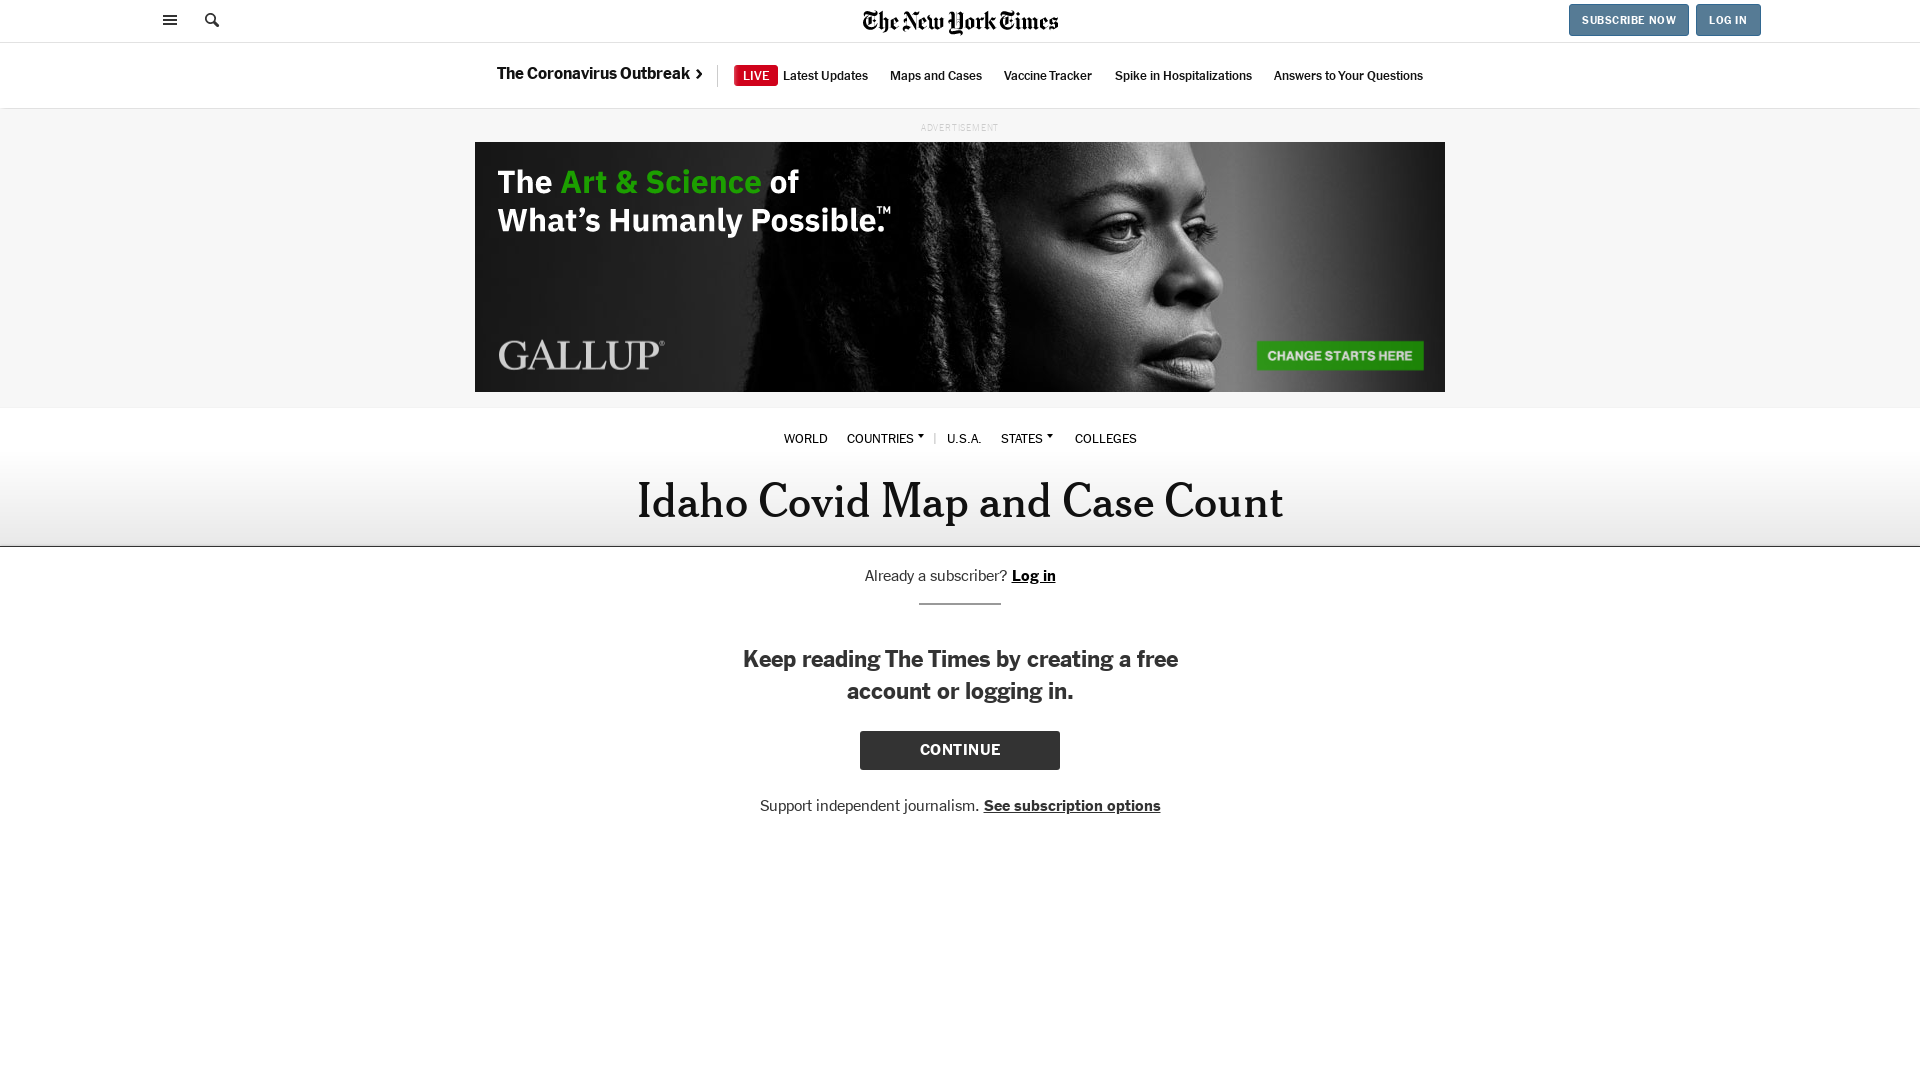 The New York Times
SUBSCRIBE NOW
LOG IN
The Coronavirus Outbreak
LIVE Latest Updates
Maps and Cases
Vaccine Tracker
Spike in Hospitalizations
Answers to Your Questions
ADVERTISEMENT
The Art & Science of
What's Humanly Possible.™
GALLUP®
CHANGE STARTS HERE
WORLD
COUNTRIES
U.S.A.
STATES
COLLEGES
Idaho Covid Map and Case Count
Already a subscriber? Log in
Keep reading The Times by creating a free
account or logging in.
CONTINUE
Support independent journalism. See subscription options